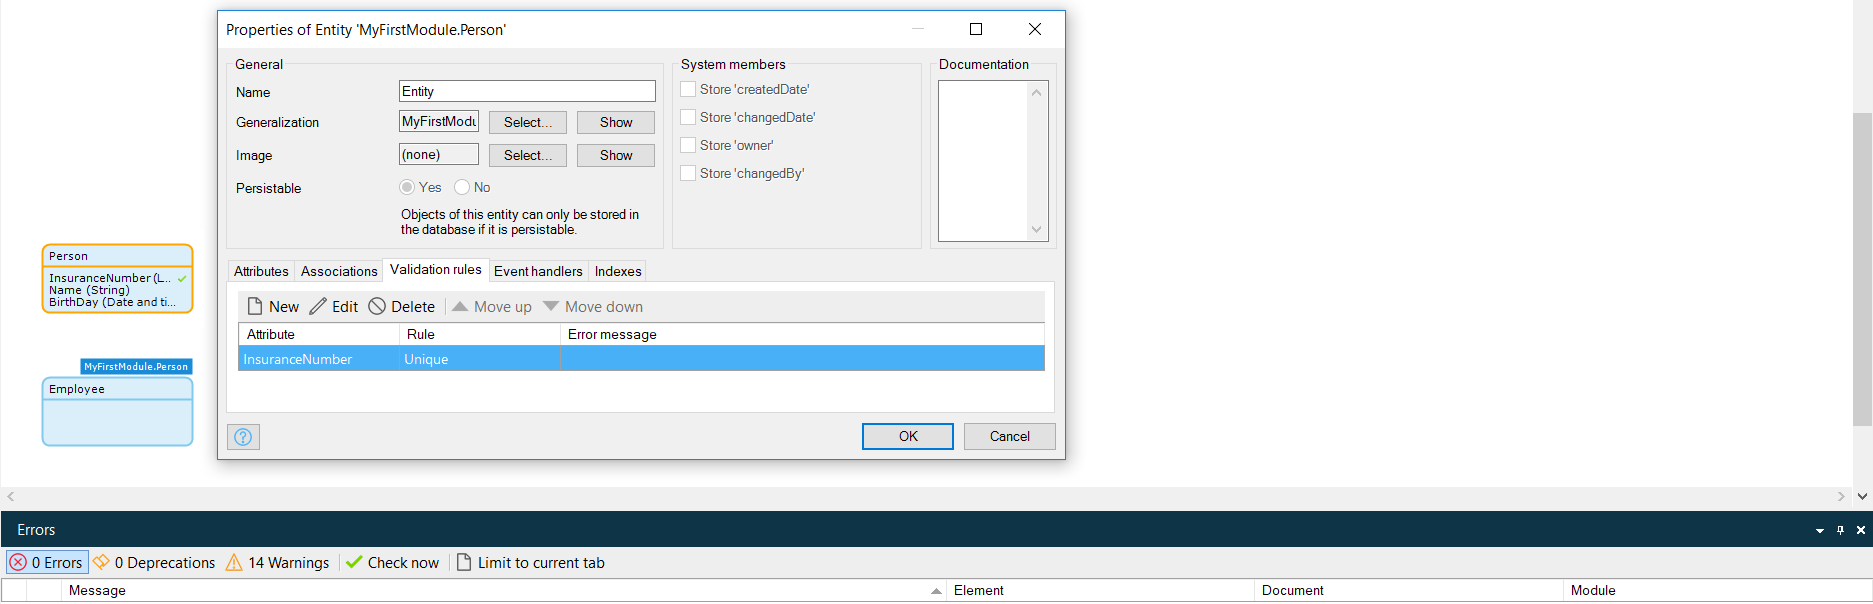 Properties of Entity 'MyFirstModule.Person'
General
Name
Entity
Generalization
MyFirstModu
Select...
Show
Image
(none)
Select...
Show
Persistable
Yes
No
Objects of this entity can only be stored in
the database if it is persistable.
System members
Store 'createdDate'
Store 'changedDate'
Store 'owner'
Store 'changedBy'
Documentation
Attributes
Associations
Validation rules
Event handlers
Indexes
New
Edit
Delete
Move up
Move down
Attribute
Rule
Error message
InsuranceNumber
Unique
OK
Cancel
Person
InsuranceNumber (L...
Name (String)
BirthDay (Date and ti...
MyFirstModule.Person
Employee
Errors
0 Errors
0 Deprecations
14 Warnings
Check now
Limit to current tab
Message
Element
Document
Module